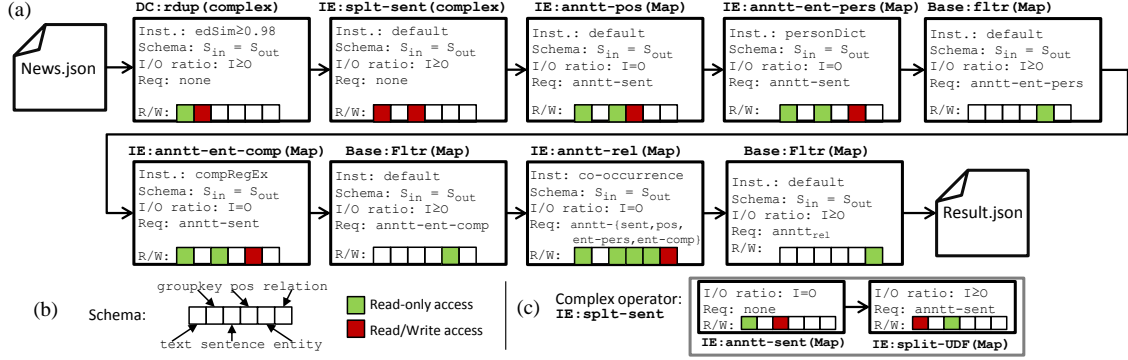 (a)
DC:rdup(complex)
IE:splt-sent(complex)
IE:anntt-pos(Map)
IE:anntt-ent-pers(Map)
Base:fltr(Map)
News.json
Inst.: edSim≥0.98
Schema: S_in = S_out
I/O ratio: I≥O
Req: none
R/W:
Inst.: default
Schema: S_in = S_out
I/O ratio: I≥O
Req: none
R/W:
Inst.: default
Schema: S_in = S_out
I/O ratio: I=O
Req: anntt-sent
R/W:
Inst.: personDict
Schema: S_in = S_out
I/O ratio: I=O
Req: anntt-sent
R/W:
Inst.: default
Schema: S_in = S_out
I/O ratio: I≥O
Req: anntt-ent-pers
R/W:
IE:anntt-ent-comp(Map)
Base:Fltr(Map)
IE:anntt-rel(Map)
Base:Fltr(Map)
Inst.: compRegEx
Schema: S_in = S_out
I/O ratio: I=O
Req: anntt-sent
R/W:
Inst.: default
Schema: S_in = S_out
I/O ratio: I≥O
Req: anntt-ent-comp
R/W:
Inst: co-occurrence
Schema: S_in = S_out
I/O ratio: I=O
Req: anntt-{sent,pos,
ent-pers,ent-comp}
R/W:
Inst.: default
Schema: S_in = S_out
I/O ratio: I≥O
Req: anntt_rel
R/W:
Result.json
(b)
Schema:
groupkey pos relation
text sentence entity
Read-only access
Read/Write access
(c)
Complex operator:
IE:splt-sent
I/O ratio: I=O
Req: none
R/W:
IE:anntt-sent(Map)
I/O ratio: I≥O
Req: anntt-sent
R/W:
IE:split-UDF(Map)